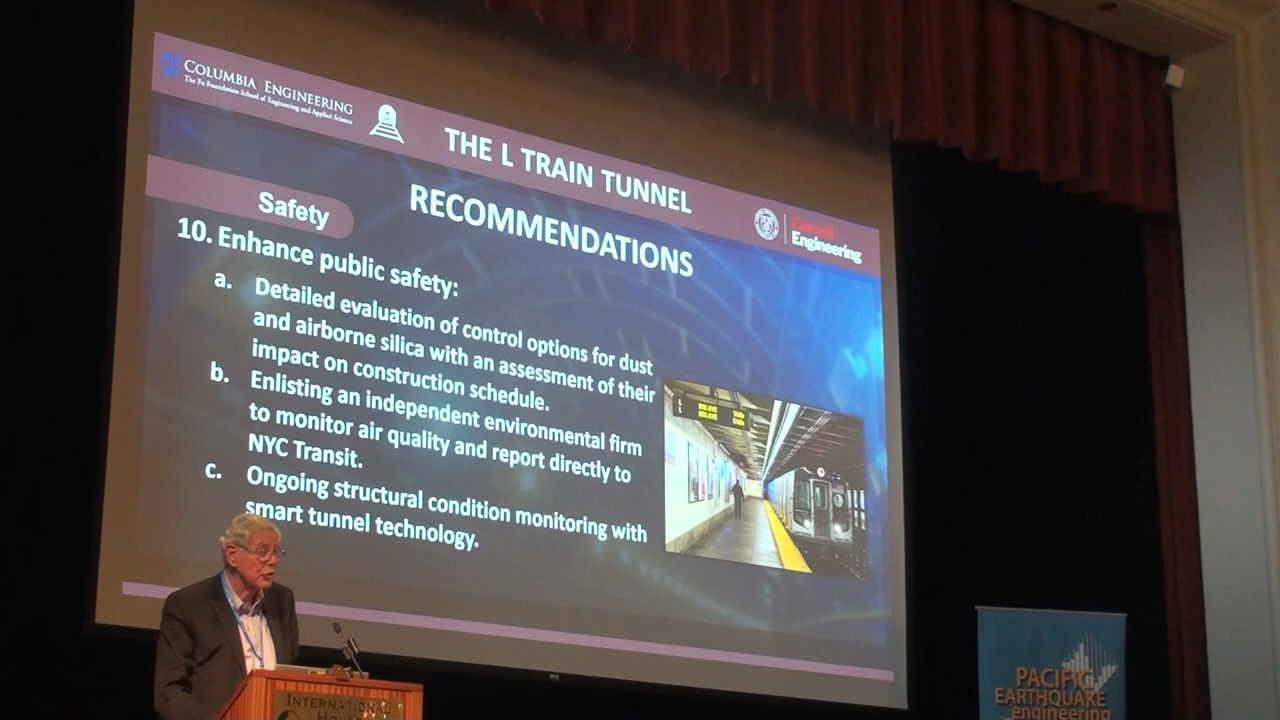 COLUMBIA ENGINEERING
The Fu Foundation School of Engineering and Applied Science
THE L TRAIN TUNNEL
Cornell
Engineering
Safety
RECOMMENDATIONS
10. Enhance public safety:
a. Detailed evaluation of control options for dust
and airborne silica with an assessment of their
impact on construction schedule.
b. Enlisting an independent environmental firm
to monitor air quality and report directly to
NYC Transit.
c. Ongoing structural condition monitoring with
smart tunnel technology.
INTERNATIONAL
PACIFIC
EARTHQUAKE
engineering